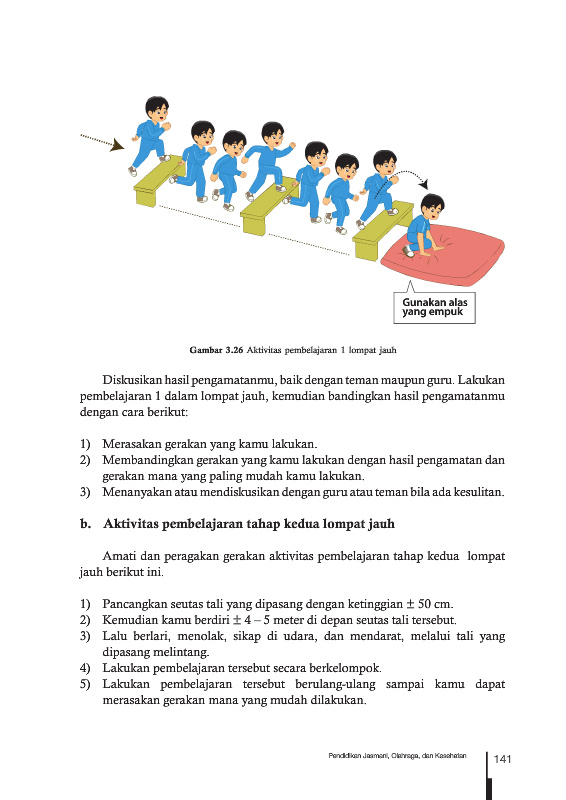 Gunakan alas
yang empuk
Gambar 3.26 Aktivitas pembelajaran 1 lompat jauh
Diskusikan hasil pengamatanmu, baik dengan teman maupun guru. Lakukan
pembelajaran 1 dalam lompat jauh, kemudian bandingkan hasil pengamatanmu
dengan cara berikut:
1) Merasakan gerakan yang kamu lakukan.
2) Membandingkan gerakan yang kamu lakukan dengan hasil pengamatan dan
gerakan mana yang paling mudah kamu lakukan.
3) Menanyakan atau mendiskusikan dengan guru atau teman bila ada kesulitan.
b. Aktivitas pembelajaran tahap kedua lompat jauh
Amati dan peragakan gerakan aktivitas pembelajaran tahap kedua lompat
jauh berikut ini.
1) Pancangkan seutas tali yang dipasang dengan ketinggian ± 50 cm.
2) Kemudian kamu berdiri ± 4 – 5 meter di depan seutas tali tersebut.
3) Lalu berlari, menolak, sikap di udara, dan mendarat, melalui tali yang
dipasang melintang.
4) Lakukan pembelajaran tersebut secara berkelompok.
5) Lakukan pembelajaran tersebut berulang-ulang sampai kamu dapat
merasakan gerakan mana yang mudah dilakukan.
Pendidikan Jasmani, Olahraga, dan Kesehatan
141